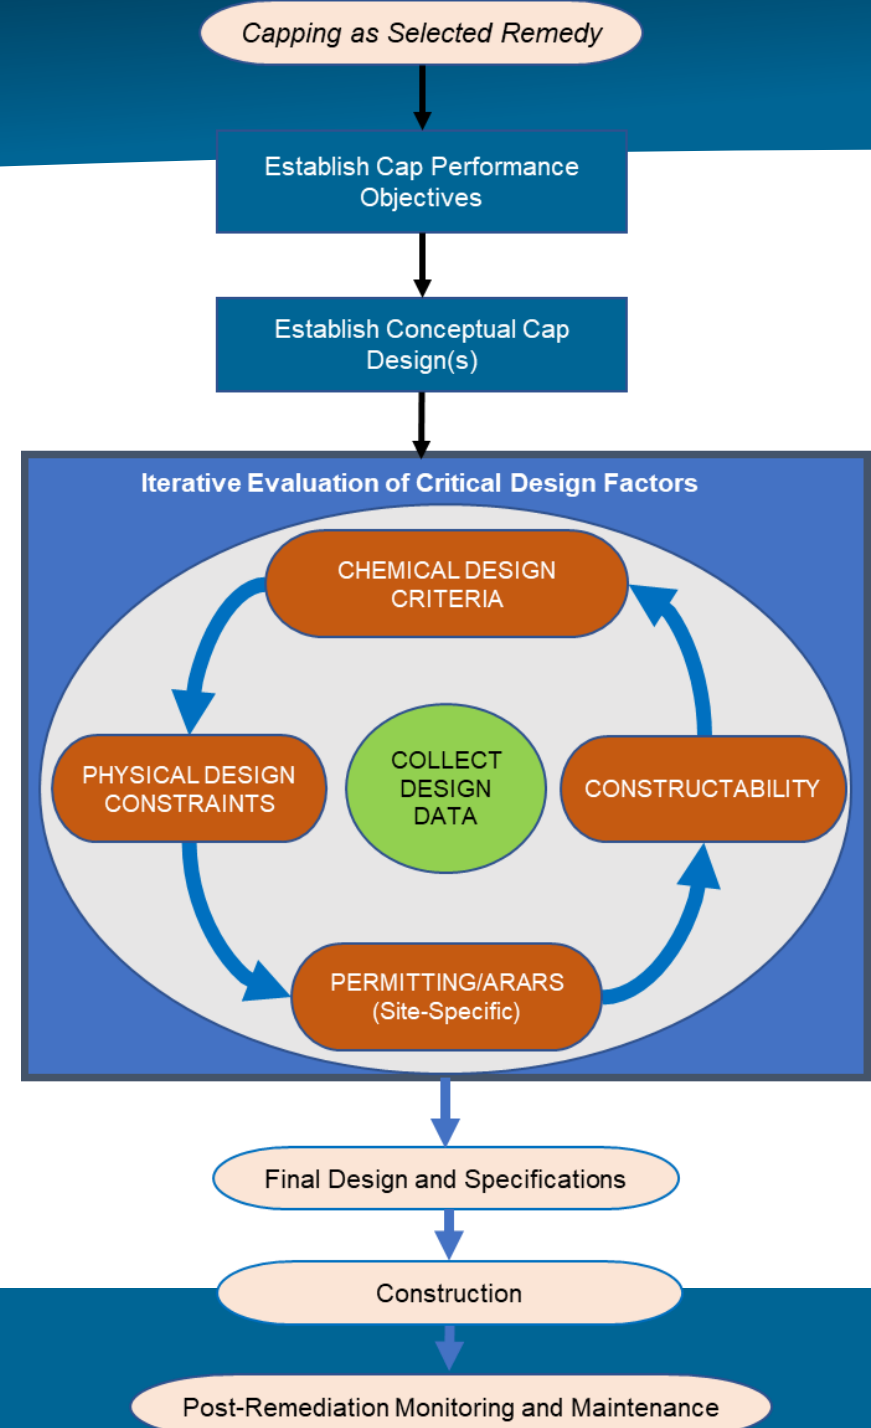 Capping as Selected Remedy
Establish Cap Performance
Objectives
Establish Conceptual Cap
Design(s)
Iterative Evaluation of Critical Design Factors
CHEMICAL DESIGN
CRITERIA
PHYSICAL DESIGN
CONSTRAINTS
COLLECT
DESIGN
DATA
CONSTRUCTABILITY
PERMITTING/ARARS
(Site-Specific)
Final Design and Specifications
Construction
Post-Remediation Monitoring and Maintenance